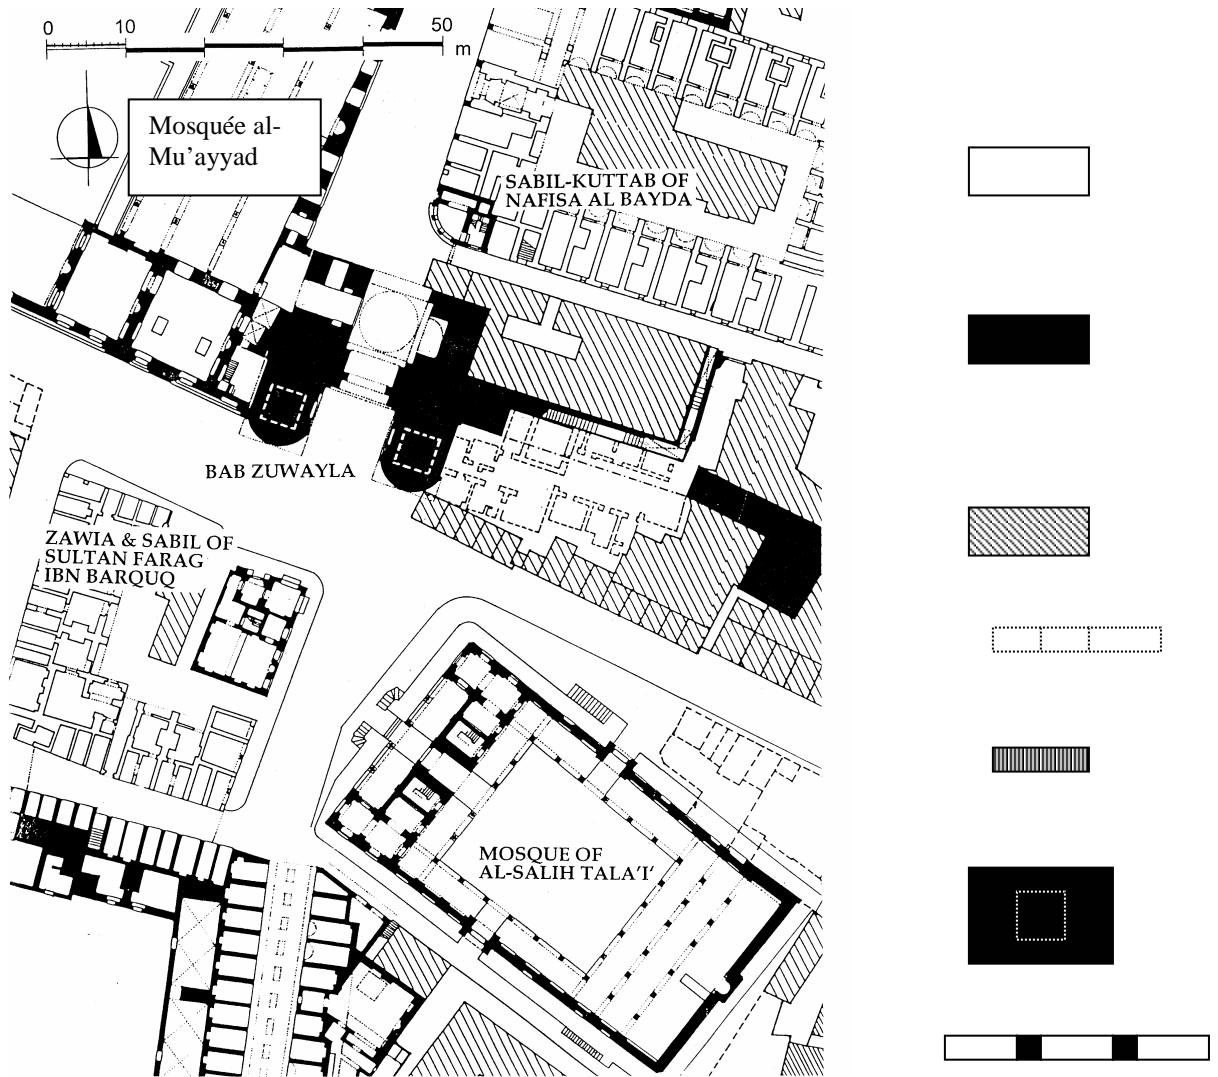 0 10 50
m
Mosquée al-
Mu’ayyad
SABIL-KUTTAB OF
NAFISA AL BAYDA
BAB ZUWAYLA
ZAWIA & SABIL OF
SULTAN FARAG
IBN BARQUQ
MOSQUE OF
AL-SALIH TALA'I'